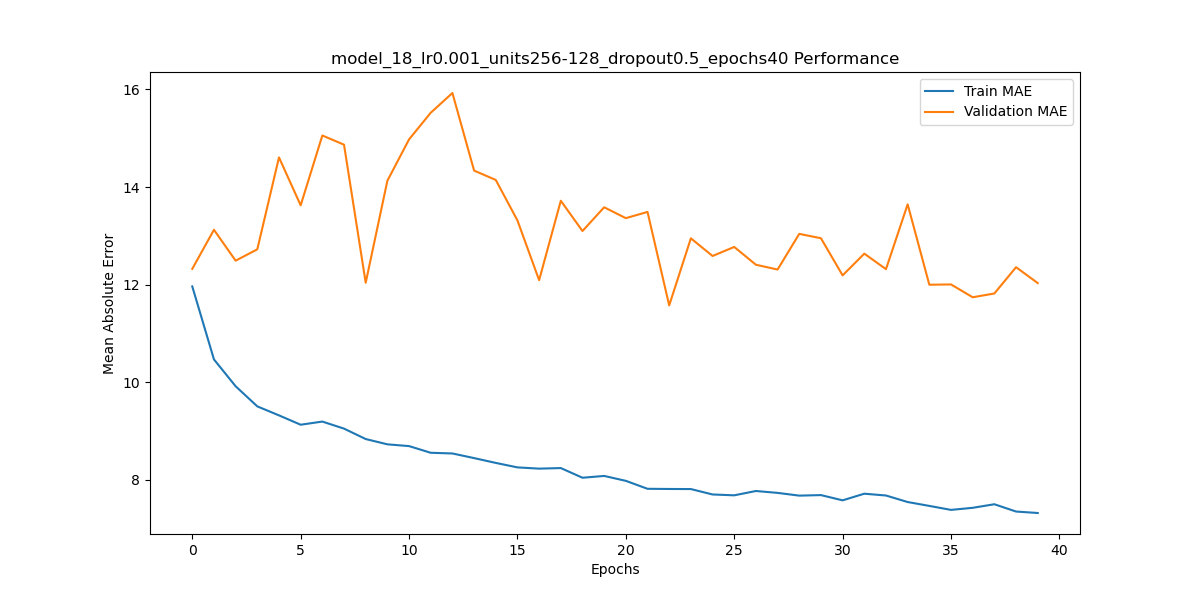 model_18_lr0.001_units256-128_dropout0.5_epochs40 Performance
Train MAE
Validation MAE
16
14
12
10
8
Mean Absolute Error
0 5 10 15 20 25 30 35 40
Epochs